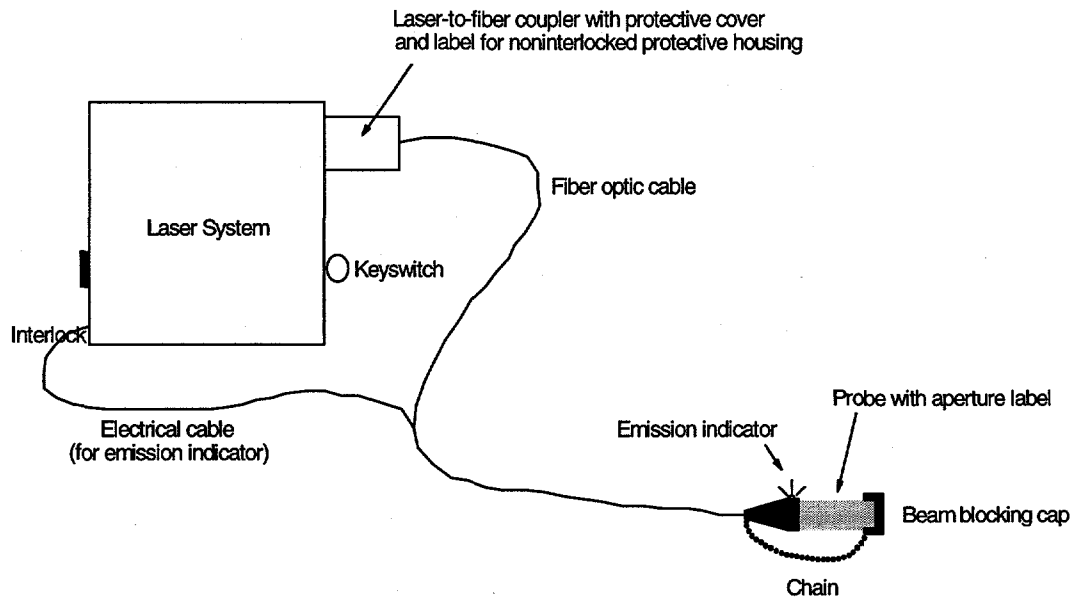 Laser-to-fiber coupler with protective cover
and label for noninterlocked protective housing
Fiber optic cable
Laser System
Keyswitch
Interlock
Probe with aperture label
Electrical cable
(for emission indicator)
Emission indicator
Beam blocking cap
Chain